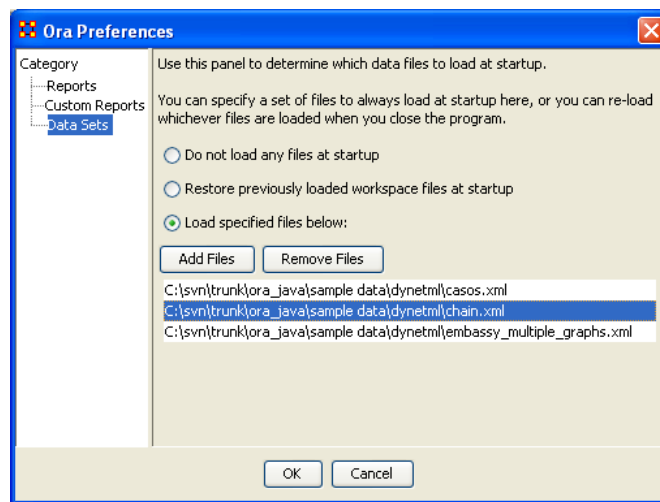 Ora Preferences
Category
Reports
Custom Reports
Data Sets
Use this panel to determine which data files to load at startup.
You can specify a set of files to always load at startup here, or you can re-load
whichever files are loaded when you close the program.
Do not load any files at startup
Restore previously loaded workspace files at startup
Load specified files below:
Add Files
Remove Files
C:\svn\trunk\ora_java\sample data\dynetml\casos.xml
C:\svn\trunk\ora_java\sample data\dynetml\chain.xml
C:\svn\trunk\ora_java\sample data\dynetml\embassy_multiple_graphs.xml
OK
Cancel